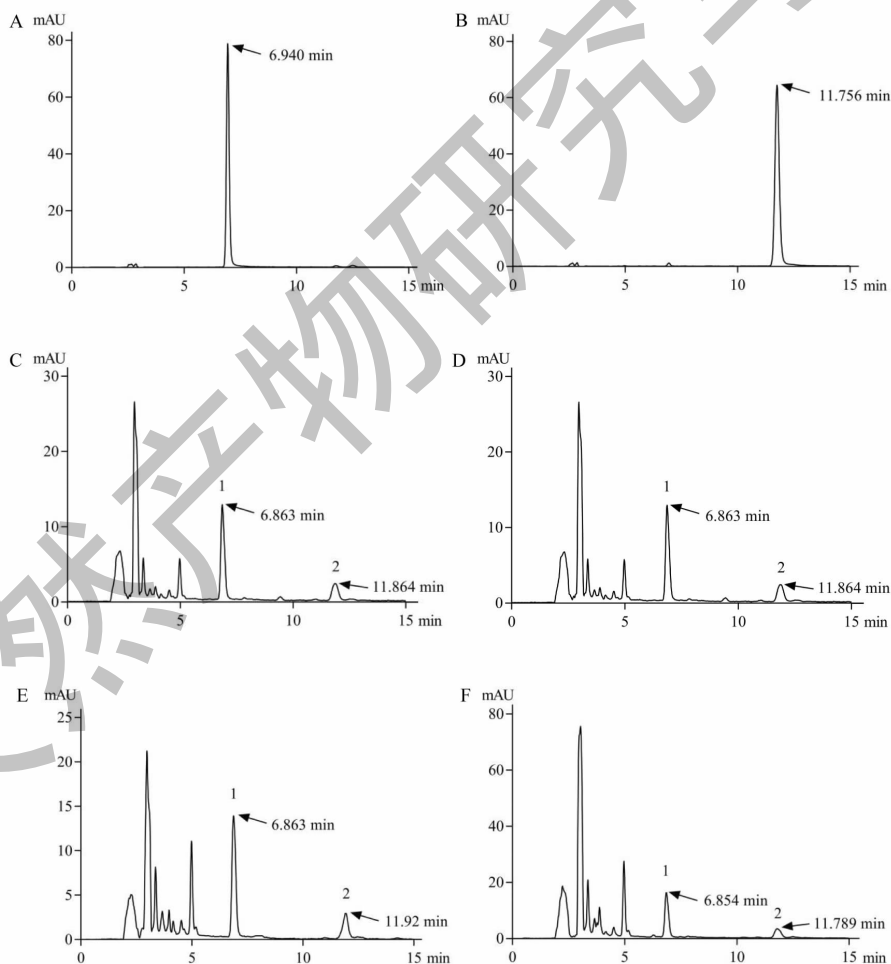 A mAU
80
60
40
20
0
0 5 10 15 min
6.940 min
B mAU
80
60
40
20
0
0 5 10 15 min
11.756 min
C mAU
30
20
10
0
0 5 10 15 min
1
6.863 min
2
11.864 min
D mAU
30
20
10
0
0 5 10 15 min
1
6.863 min
2
11.864 min
E mAU
25
20
15
10
5
0
0 5 10 15 min
1
6.863 min
2
11.92 min
F mAU
80
60
40
20
0
0 5 10 15 min
1
6.854 min
2
11.789 min
然产物研究